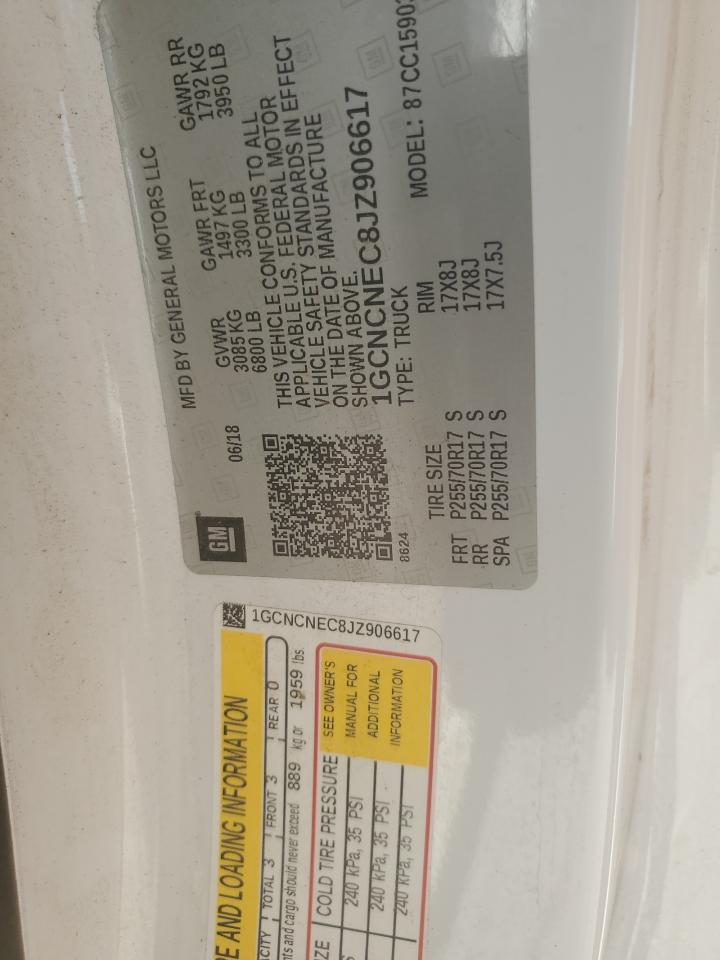 GM
MFD BY GENERAL MOTORS LLC
06/18
GVWR
3085 KG
6800 LB
GAWR FRT
1497 KG
3300 LB
GAWR RR
1792 KG
3950 LB
THIS VEHICLE CONFORMS TO ALL
APPLICABLE U.S. FEDERAL MOTOR
VEHICLE SAFETY STANDARDS IN EFFECT
ON THE DATE OF MANUFACTURE
SHOWN ABOVE.
1GCNCNEC8JZ906617
8624
TYPE: TRUCK MODEL: 87CC15903
TIRE SIZE RIM
FRT P255/70R17 S 17X8J
RR P255/70R17 S 17X8J
SPA P255/70R17 S 17X7.5J
1GCNCNEC8JZ906617
RE AND LOADING INFORMATION
ACITY TOTAL 3 FRONT 3 REAR 0
nts and cargo should never exceed 889 kg or 1959 lbs.
ZE COLD TIRE PRESSURE
240 kPa, 35 PSI
240 kPa, 35 PSI
240 kPa, 35 PSI
SEE OWNER'S
MANUAL FOR
ADDITIONAL
INFORMATION